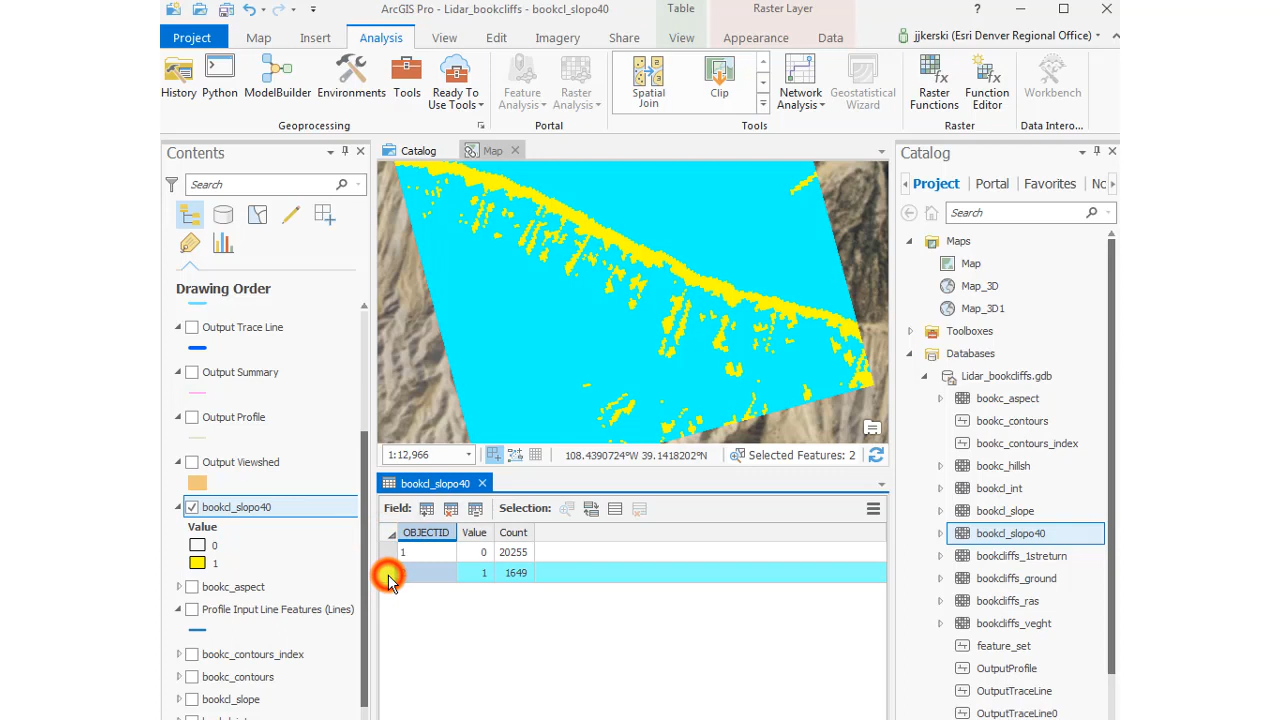 ArcGIS Pro - Lidar_bookcliffs - bookcl_slopo40
Table
Raster Layer
?
Project
Map
Insert
Analysis
View
Edit
Imagery
Share
View
Appearance
Data
jjkerski (Esri Denver Regional Office)
History
Python
ModelBuilder
Environments
Tools
Ready To
Use Tools
Feature
Analysis
Raster
Analysis
Spatial
Join
Clip
Network
Analysis
Geostatistical
Wizard
Raster
Functions
Function
Editor
Workbench
Geoprocessing
Portal
Tools
Raster
Data Intero...
Contents
Search
Drawing Order
Output Trace Line
Output Summary
Output Profile
Output Viewshed
bookcl_slopo40
Value
0
1
bookc_aspect
Profile Input Line Features (Lines)
bookc_contours_index
bookc_contours
bookcl_slope
Catalog
Map
1:12,966
108.4390724°W 39.1418202°N
Selected Features: 2
bookcl_slopo40
Field:
Selection:
OBJECTID Value Count
1 0 20255
1 1649
Catalog
Project
Portal
Favorites
Nc
Search
Maps
Map
Map_3D
Map_3D1
Toolboxes
Databases
Lidar_bookcliffs.gdb
bookc_aspect
bookc_contours
bookc_contours_index
bookc_hillsh
bookcl_int
bookcl_slope
bookcl_slopo40
bookcliffs_1streturn
bookcliffs_ground
bookcliffs_ras
bookcliffs_veght
feature_set
OutputProfile
OutputTraceLine
OutputTraceLine0